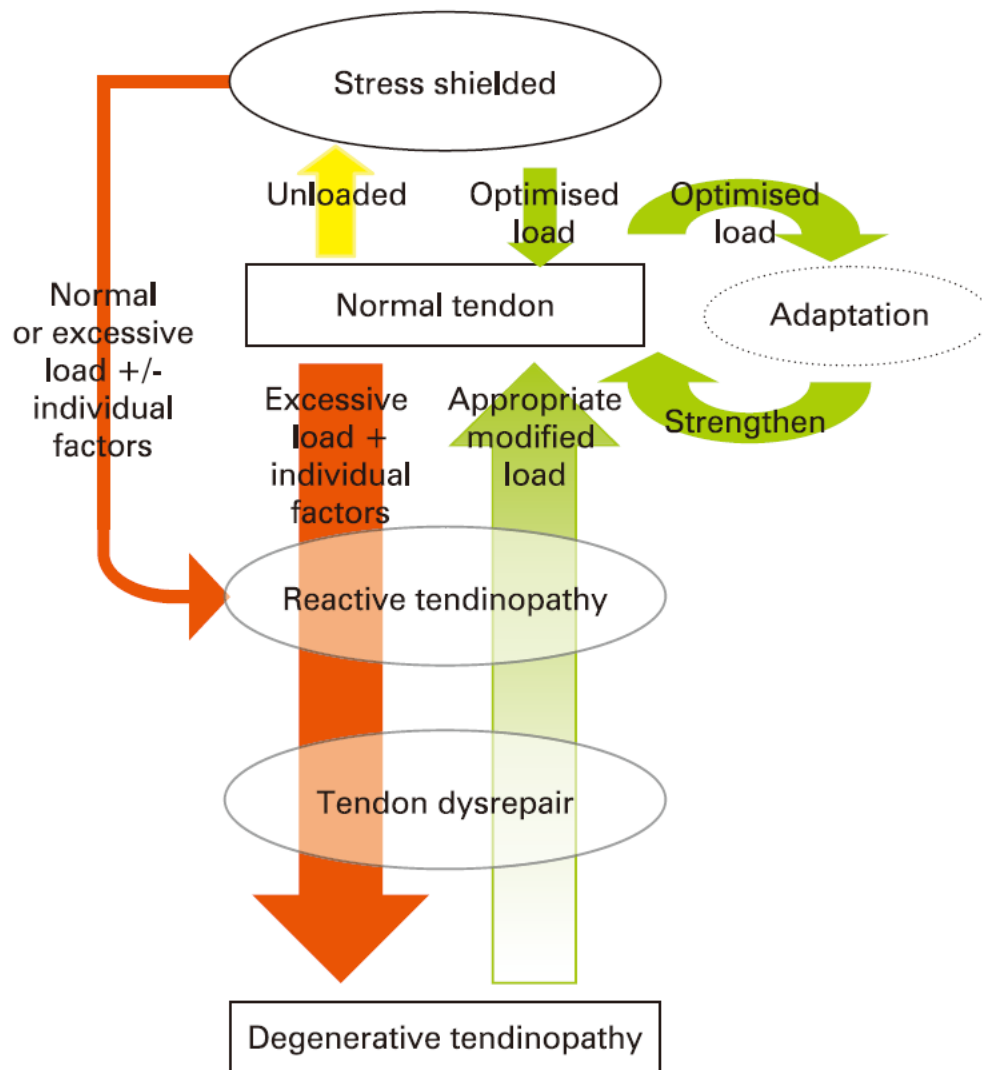 Stress shielded
Unloaded
Optimised
load
Optimised
load
Normal tendon
Adaptation
Strengthen
Normal
or excessive
load +/-
individual
factors
Excessive
load +
individual
factors
Appropriate
modified
load
Reactive tendinopathy
Tendon dysrepair
Degenerative tendinopathy